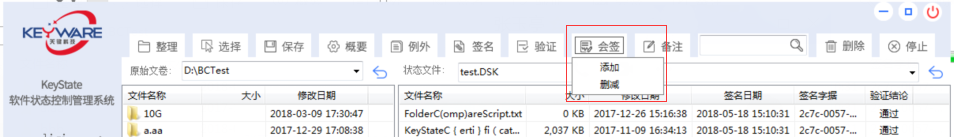 KEYWARE
天锐科技
整理 选择 保存 概要 例外 签名 验证 会签 备注 删除 停止
添加
删减
原始文卷: D:\BCTest 状态文件: test.DSK
KeyState
软件状态控制管理系统
文件名称 大小 修改日期 文件名称 大小 修改日期 签名日期 签名字据 验证结论
10G 2018-03-09 17:30:47 FolderC(omp)areScript.txt 0 KB 2017-12-26 15:16:38 2018-05-18 15:10:31 2c7c-0057-... 通过
a.aa 2017-12-29 17:08:38 KeyStateC { erti } fi ( cat... 2,037 KB 2017-11-09 16:34:13 2018-05-18 15:10:31 2c7c-0057-... 通过